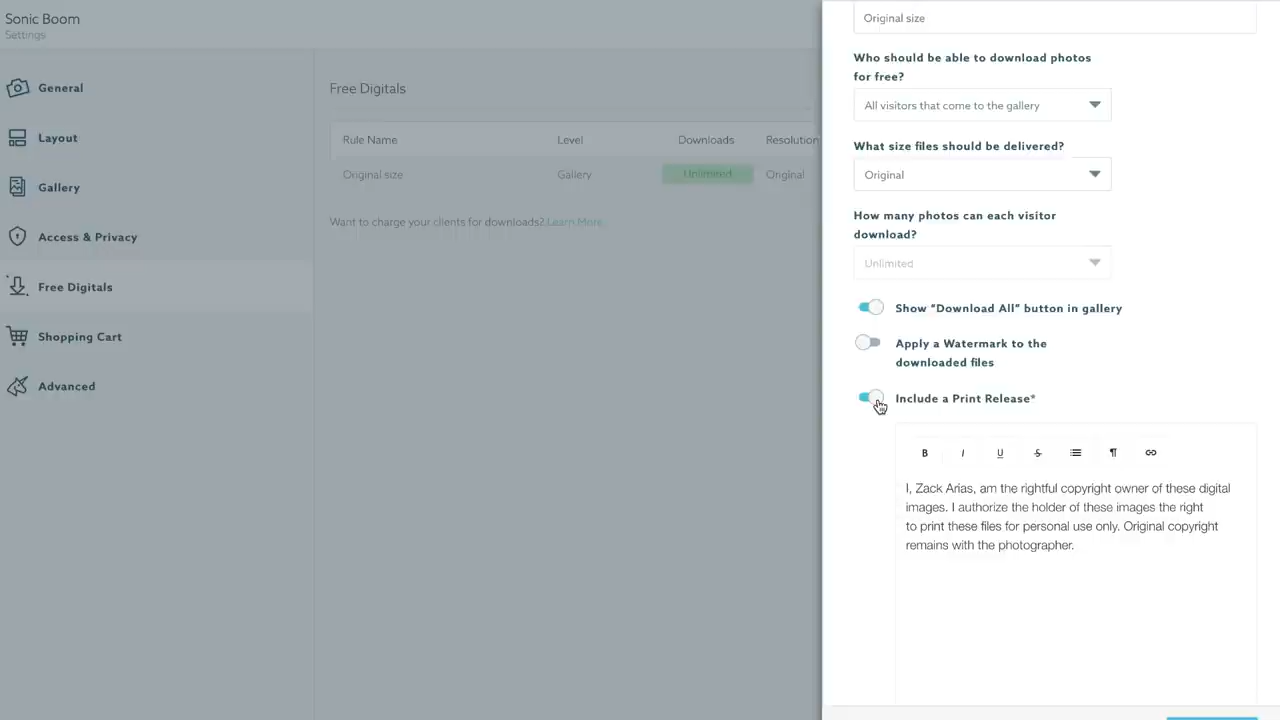 Sonic Boom
Settings
General
Layout
Gallery
Access & Privacy
Free Digitals
Shopping Cart
Advanced
Free Digitals
Rule Name Level Downloads Resolution
Original size Gallery Unlimited Original
Want to charge your clients for downloads? Learn More.
Original size
Who should be able to download photos
for free?
All visitors that come to the gallery
What size files should be delivered?
Original
How many photos can each visitor
download?
Unlimited
Show “Download All” button in gallery
Apply a Watermark to the
downloaded files
Include a Print Release*
B I U S ¶
I, Zack Arias, am the rightful copyright owner of these digital
images. I authorize the holder of these images the right
to print these files for personal use only. Original copyright
remains with the photographer.